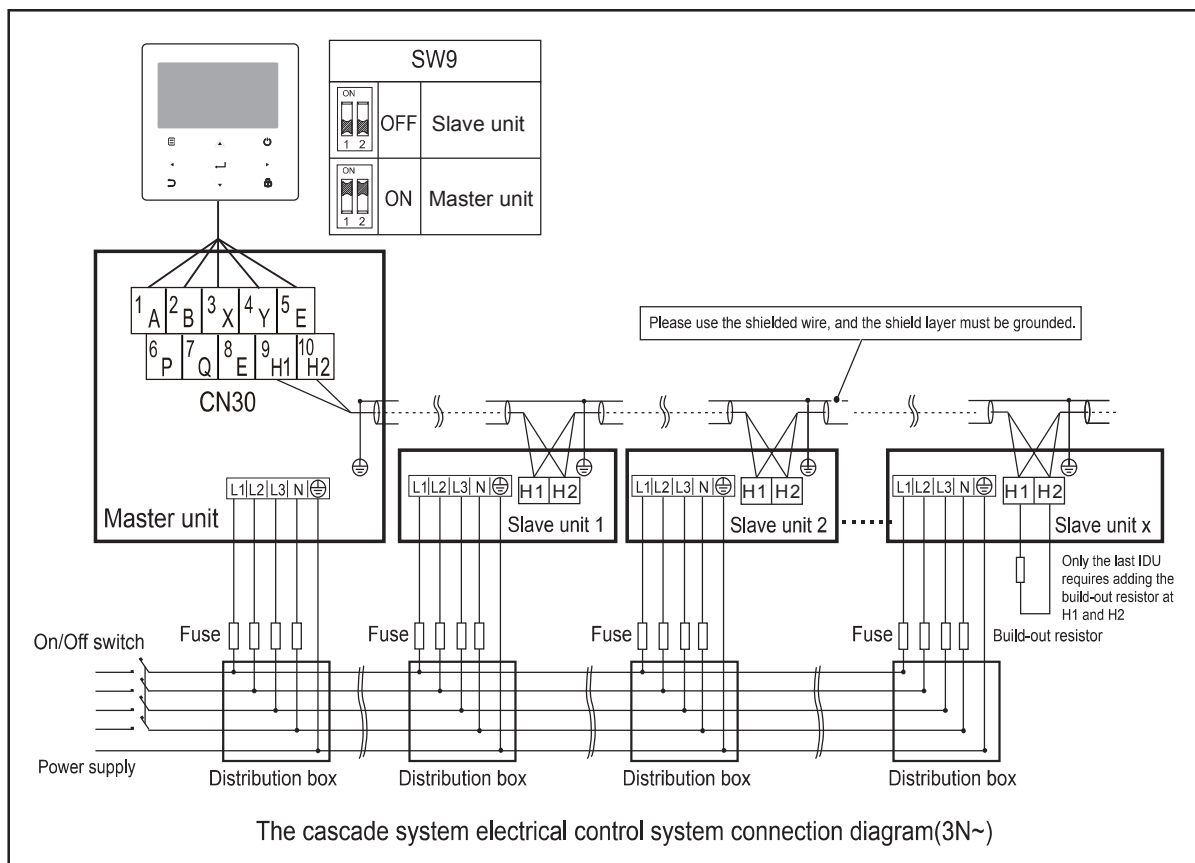 SW9
ON
1 2
OFF
Slave unit
ON
1 2
ON
Master unit
1 A 2 B 3 X 4 Y 5 E
6 P 7 Q 8 E 9 H1 10 H2
CN30
Please use the shielded wire, and the shield layer must be grounded.
L1 L2 L3 N
Master unit
L1 L2 L3 N
H1 H2
Slave unit 1
L1 L2 L3 N
H1 H2
Slave unit 2
L1 L2 L3 N
H1 H2
Slave unit x
Only the last IDU
requires adding the
build-out resistor at
H1 and H2
Build-out resistor
On/Off switch
Fuse
Fuse
Fuse
Fuse
Power supply
Distribution box
Distribution box
Distribution box
Distribution box
The cascade system electrical control system connection diagram(3N~)